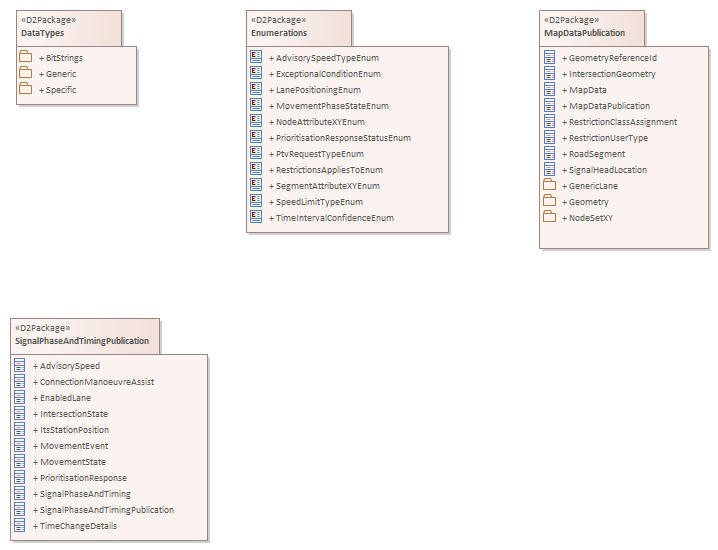 «D2Package»
DataTypes
+ BitStrings
+ Generic
+ Specific
«D2Package»
Enumerations
+ AdvisorySpeedTypeEnum
+ ExceptionalConditionEnum
+ LanePositioningEnum
+ MovementPhaseStateEnum
+ NodeAttributeXYEnum
+ PrioritisationResponseStatusEnum
+ PtvRequestTypeEnum
+ RestrictionsAppliesToEnum
+ SegmentAttributeXYEnum
+ SpeedLimitTypeEnum
+ TimeIntervalConfidenceEnum
«D2Package»
MapDataPublication
+ GeometryReferenceId
+ IntersectionGeometry
+ MapData
+ MapDataPublication
+ RestrictionClassAssignment
+ RestrictionUserType
+ RoadSegment
+ SignalHeadLocation
+ GenericLane
+ Geometry
+ NodeSetXY
«D2Package»
SignalPhaseAndTimingPublication
+ AdvisorySpeed
+ ConnectionManoeuvreAssist
+ EnabledLane
+ IntersectionState
+ ItsStationPosition
+ MovementEvent
+ MovementState
+ PrioritisationResponse
+ SignalPhaseAndTiming
+ SignalPhaseAndTimingPublication
+ TimeChangeDetails